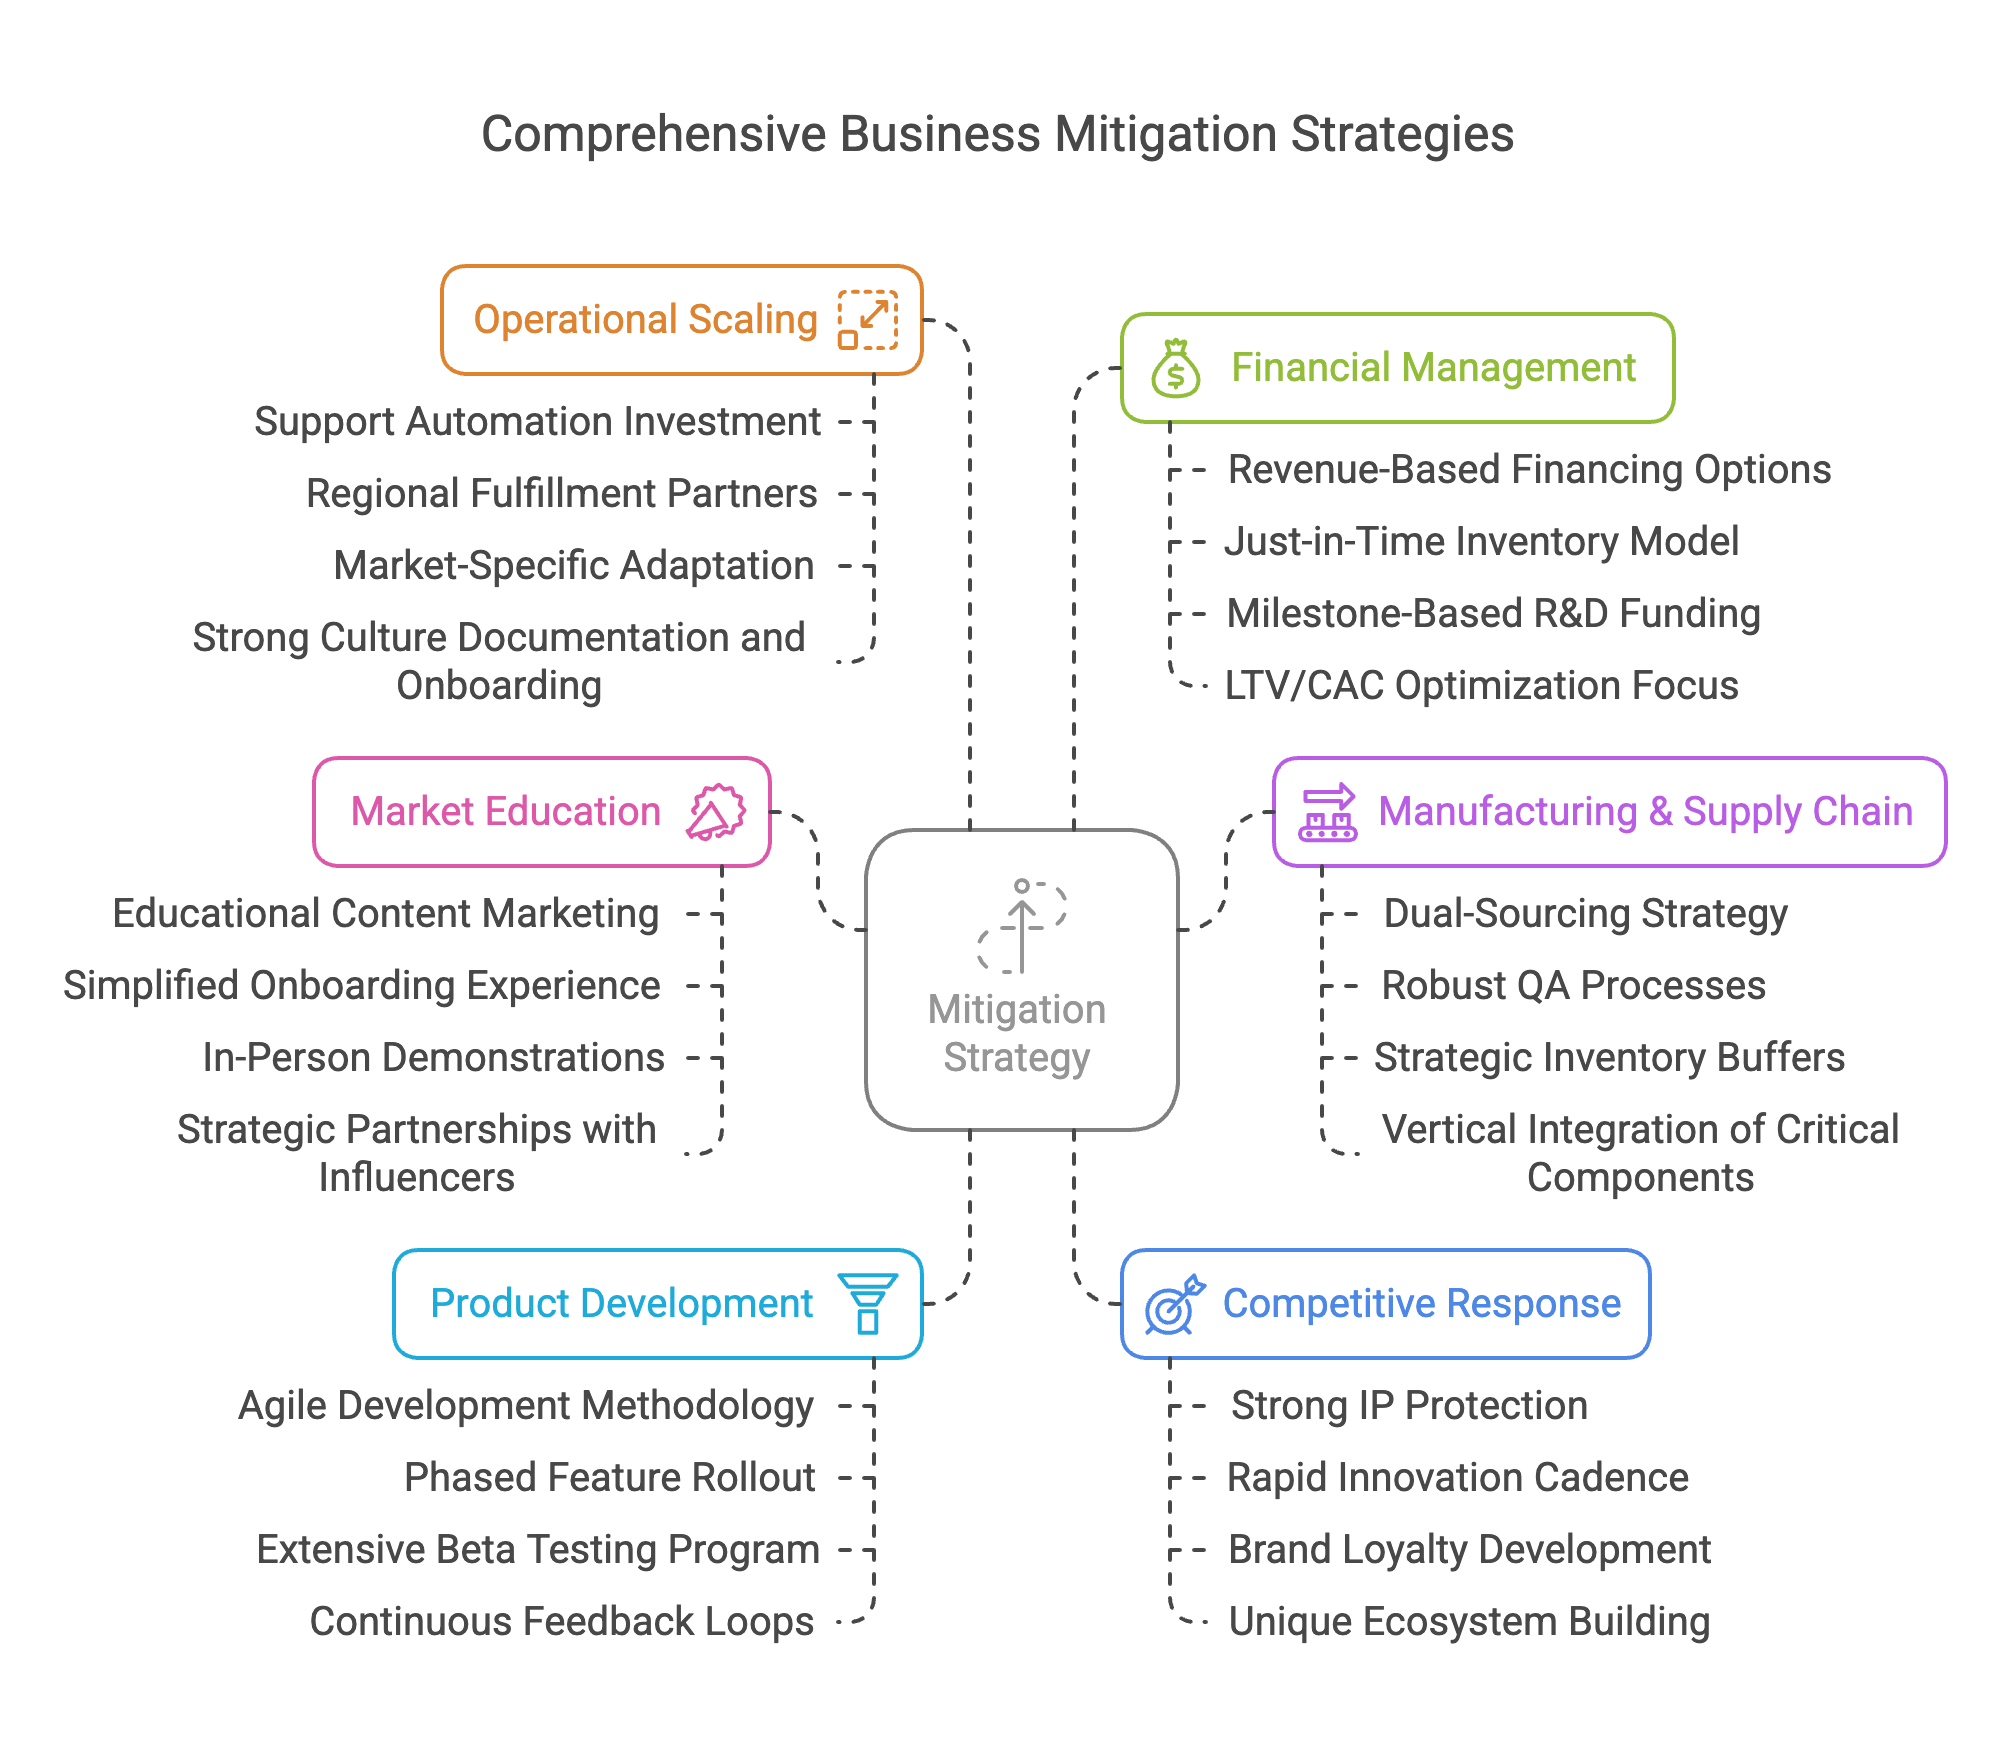 Comprehensive Business Mitigation Strategies
Operational Scaling
Support Automation Investment
Regional Fulfillment Partners
Market-Specific Adaptation
Strong Culture Documentation and
Onboarding
Financial Management
$
Revenue-Based Financing Options
Just-in-Time Inventory Model
Milestone-Based R&D Funding
LTV/CAC Optimization Focus
Market Education
Educational Content Marketing
Simplified Onboarding Experience
In-Person Demonstrations
Strategic Partnerships with
Influencers
Mitigation
Strategy
Manufacturing & Supply Chain
Dual-Sourcing Strategy
Robust QA Processes
Strategic Inventory Buffers
Vertical Integration of Critical
Components
Product Development
Agile Development Methodology
Phased Feature Rollout
Extensive Beta Testing Program
Continuous Feedback Loops
Competitive Response
Strong IP Protection
Rapid Innovation Cadence
Brand Loyalty Development
Unique Ecosystem Building